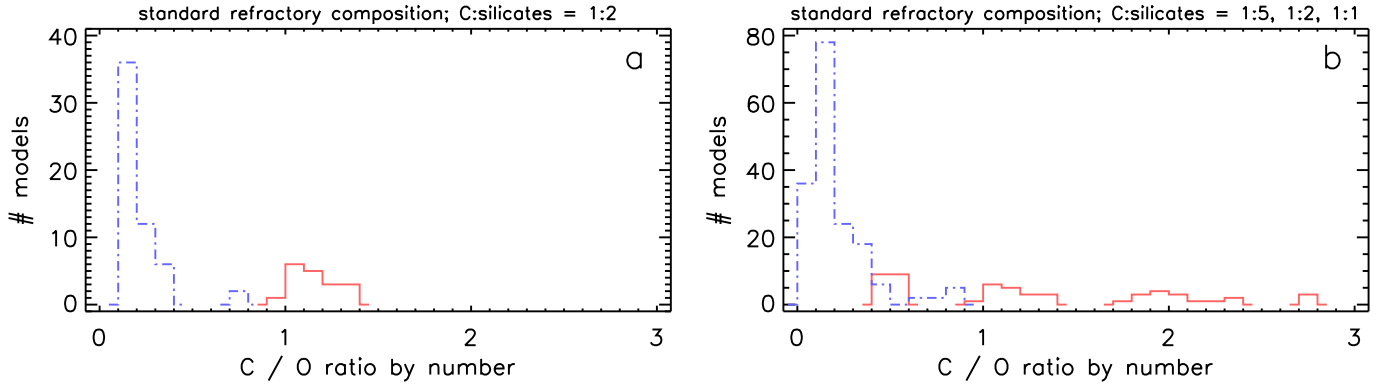 standard refractory composition; C:silicates = 1:2
40
30
20
10
0
# models
a
0 1 2 3
C / O ratio by number
standard refractory composition; C:silicates = 1:5, 1:2, 1:1
80
60
40
20
0
# models
b
0 1 2 3
C / O ratio by number